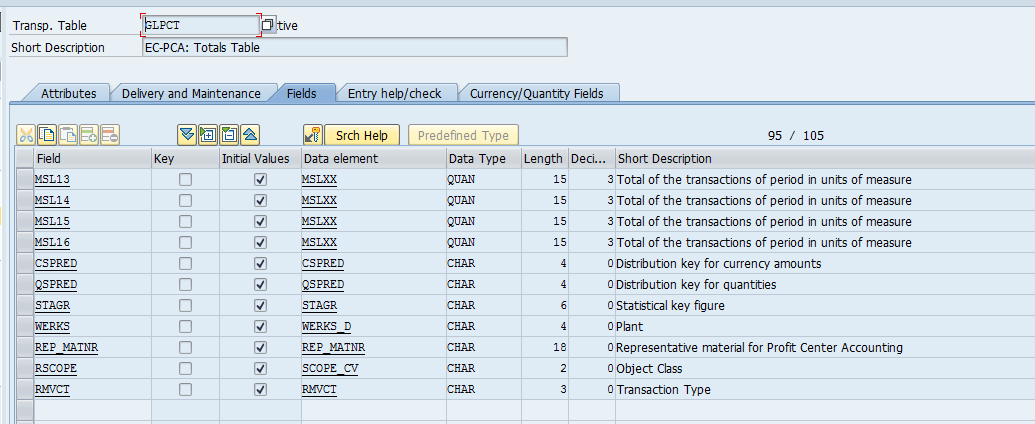 Transp. Table GLPCT tive
Short Description EC-PCA: Totals Table
Attributes Delivery and Maintenance Fields Entry help/check Currency/Quantity Fields
Srch Help Predefined Type 95 / 105
Field Key Initial Values Data element Data Type Length Deci... Short Description
MSL13 MSLXX QUAN 15 3 Total of the transactions of period in units of measure
MSL14 MSLXX QUAN 15 3 Total of the transactions of period in units of measure
MSL15 MSLXX QUAN 15 3 Total of the transactions of period in units of measure
MSL16 MSLXX QUAN 15 3 Total of the transactions of period in units of measure
CSPRED CSPRED CHAR 4 0 Distribution key for currency amounts
QSPRED QSPRED CHAR 4 0 Distribution key for quantities
STAGR STAGR CHAR 6 0 Statistical key figure
WERKS WERKS_D CHAR 4 0 Plant
REP_MATNR REP_MATNR CHAR 18 0 Representative material for Profit Center Accounting
RSCOPE SCOPE_CV CHAR 2 0 Object Class
RMVCT RMVCT CHAR 3 0 Transaction Type